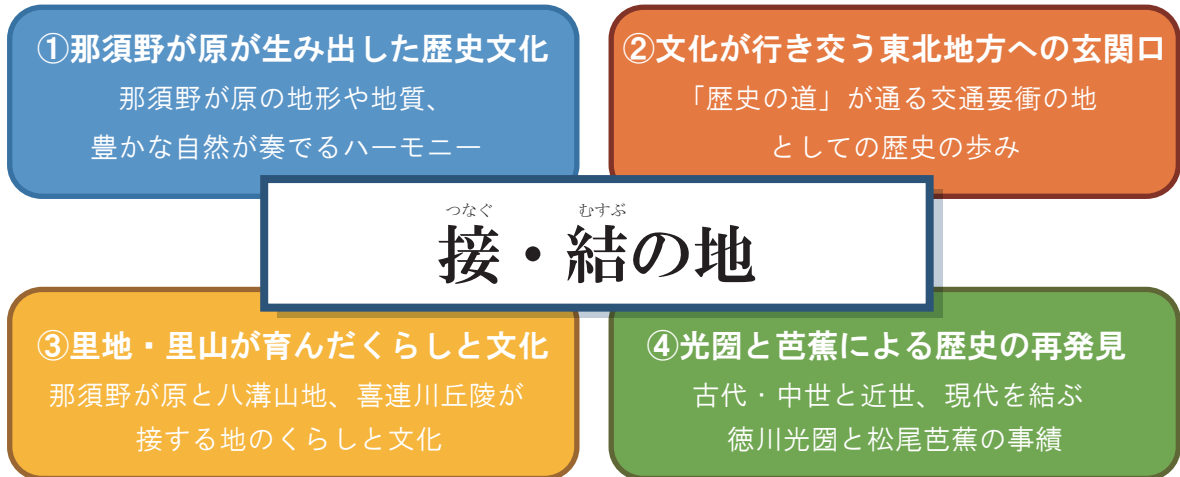 ①那須野が原が生み出した歴史文化
那須野が原の地形や地質、
豊かな自然が奏でるハーモニー
②文化が行き交う東北地方への玄関口
「歴史の道」が通る交通要衝の地
としての歴史の歩み
つなぐ むすぶ
接・結の地
③里地・里山が育んだくらしと文化
那須野が原と八溝山地、喜連川丘陵が
接する地のくらしと文化
④光圀と芭蕉による歴史の再発見
古代・中世と近世、現代を結ぶ
徳川光圀と松尾芭蕉の事績